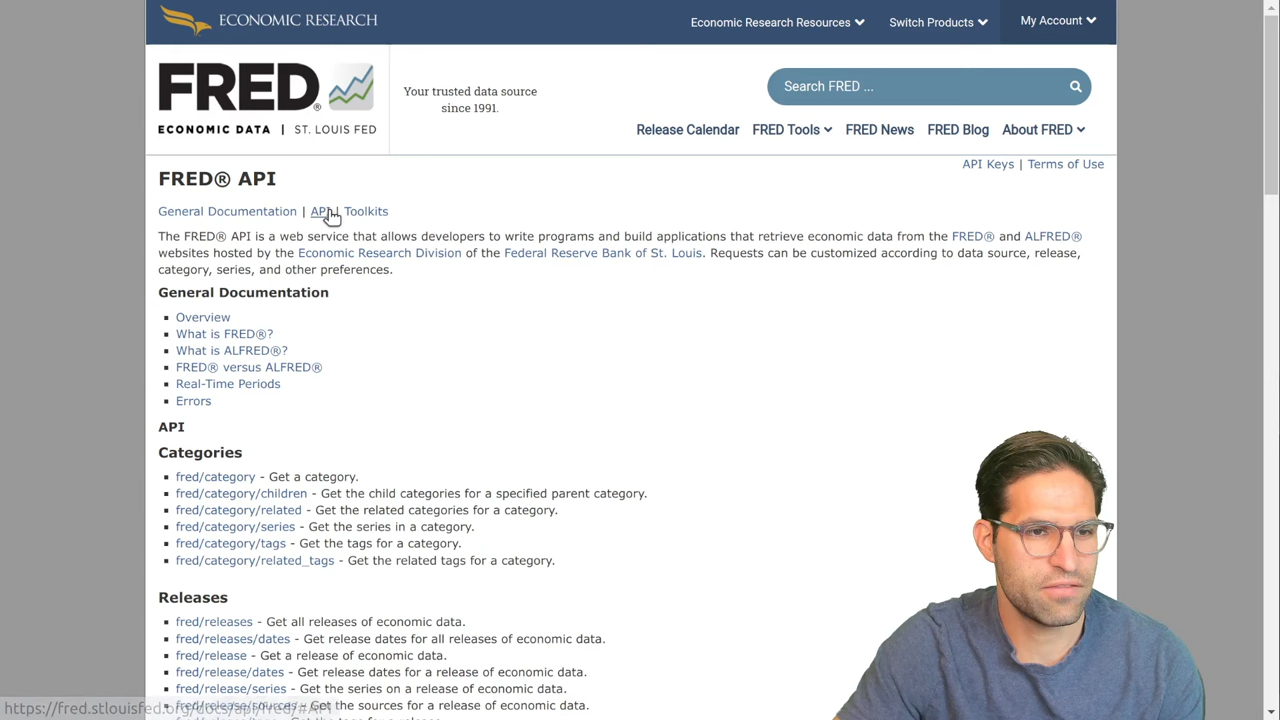 ECONOMIC RESEARCH
Economic Research Resources
Switch Products
My Account
FRED®
ECONOMIC DATA | ST. LOUIS FED
Your trusted data source
since 1991.
Search FRED ...
Release Calendar
FRED Tools
FRED News
FRED Blog
About FRED
API Keys | Terms of Use
FRED® API
General Documentation | API | Toolkits
The FRED® API is a web service that allows developers to write programs and build applications that retrieve economic data from the FRED® and ALFRED®
websites hosted by the Economic Research Division of the Federal Reserve Bank of St. Louis. Requests can be customized according to data source, release,
category, series, and other preferences.
General Documentation
Overview
What is FRED®?
What is ALFRED®?
FRED® versus ALFRED®
Real-Time Periods
Errors
API
Categories
fred/category - Get a category.
fred/category/children - Get the child categories for a specified parent category.
fred/category/related - Get the related categories for a category.
fred/category/series - Get the series in a category.
fred/category/tags - Get the tags for a category.
fred/category/related_tags - Get the related tags for a category.
Releases
fred/releases - Get all releases of economic data.
fred/releases/dates - Get release dates for all releases of economic data.
fred/release - Get a release of economic data.
fred/release/dates - Get release dates for a release of economic data.
fred/release/series - Get the series on a release of economic data.
fred/release/sources - Get the sources for a release of economic data.
https://fred.stlouisfed.org/docs/api/fred/#API